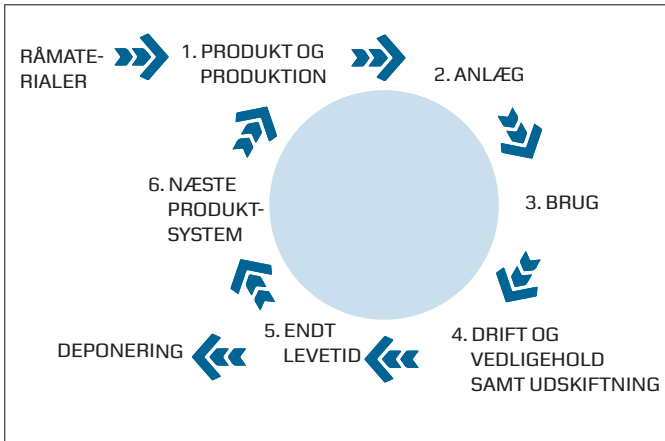 RÅMATE-
RIALER
1. PRODUKT OG
PRODUKTION
2. ANLÆG
3. BRUG
4. DRIFT OG
VEDLIGEHOLD
SAMT UDSKIFTNING
5. ENDT
LEVETID
DEPONERING
6. NÆSTE
PRODUKT-
SYSTEM